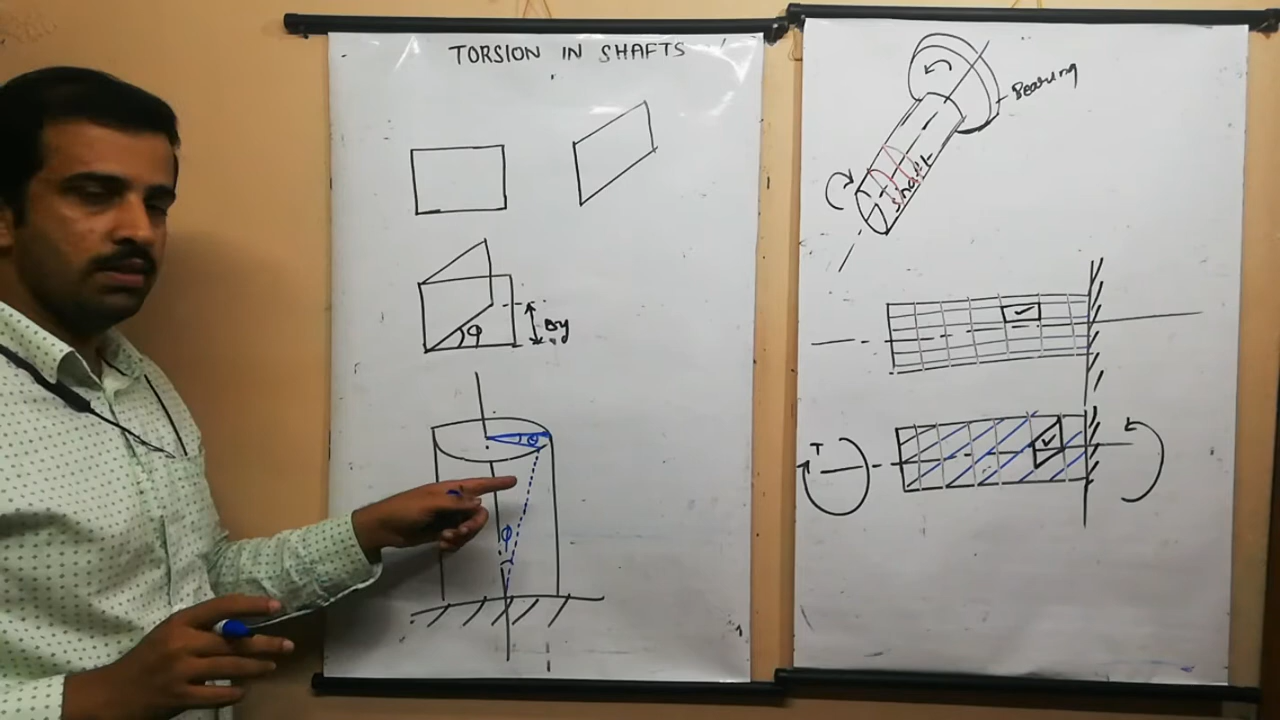 TORSION IN SHAFTS
φ
Δy
θ
φ
Bearing
shaft
T